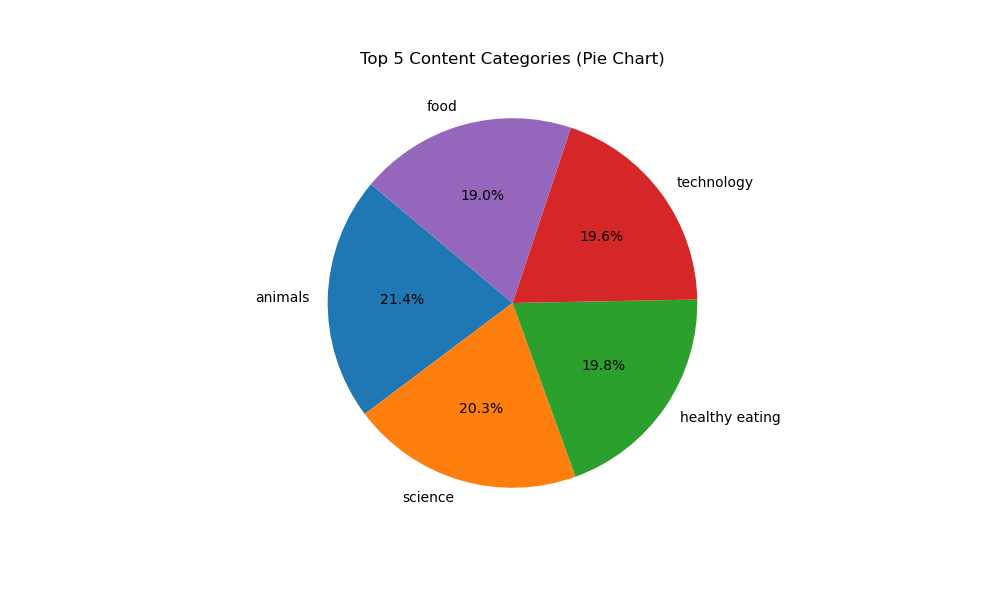 Top 5 Content Categories (Pie Chart)
food
technology
19.0%
19.6%
animals
21.4%
19.8%
20.3%
healthy eating
science